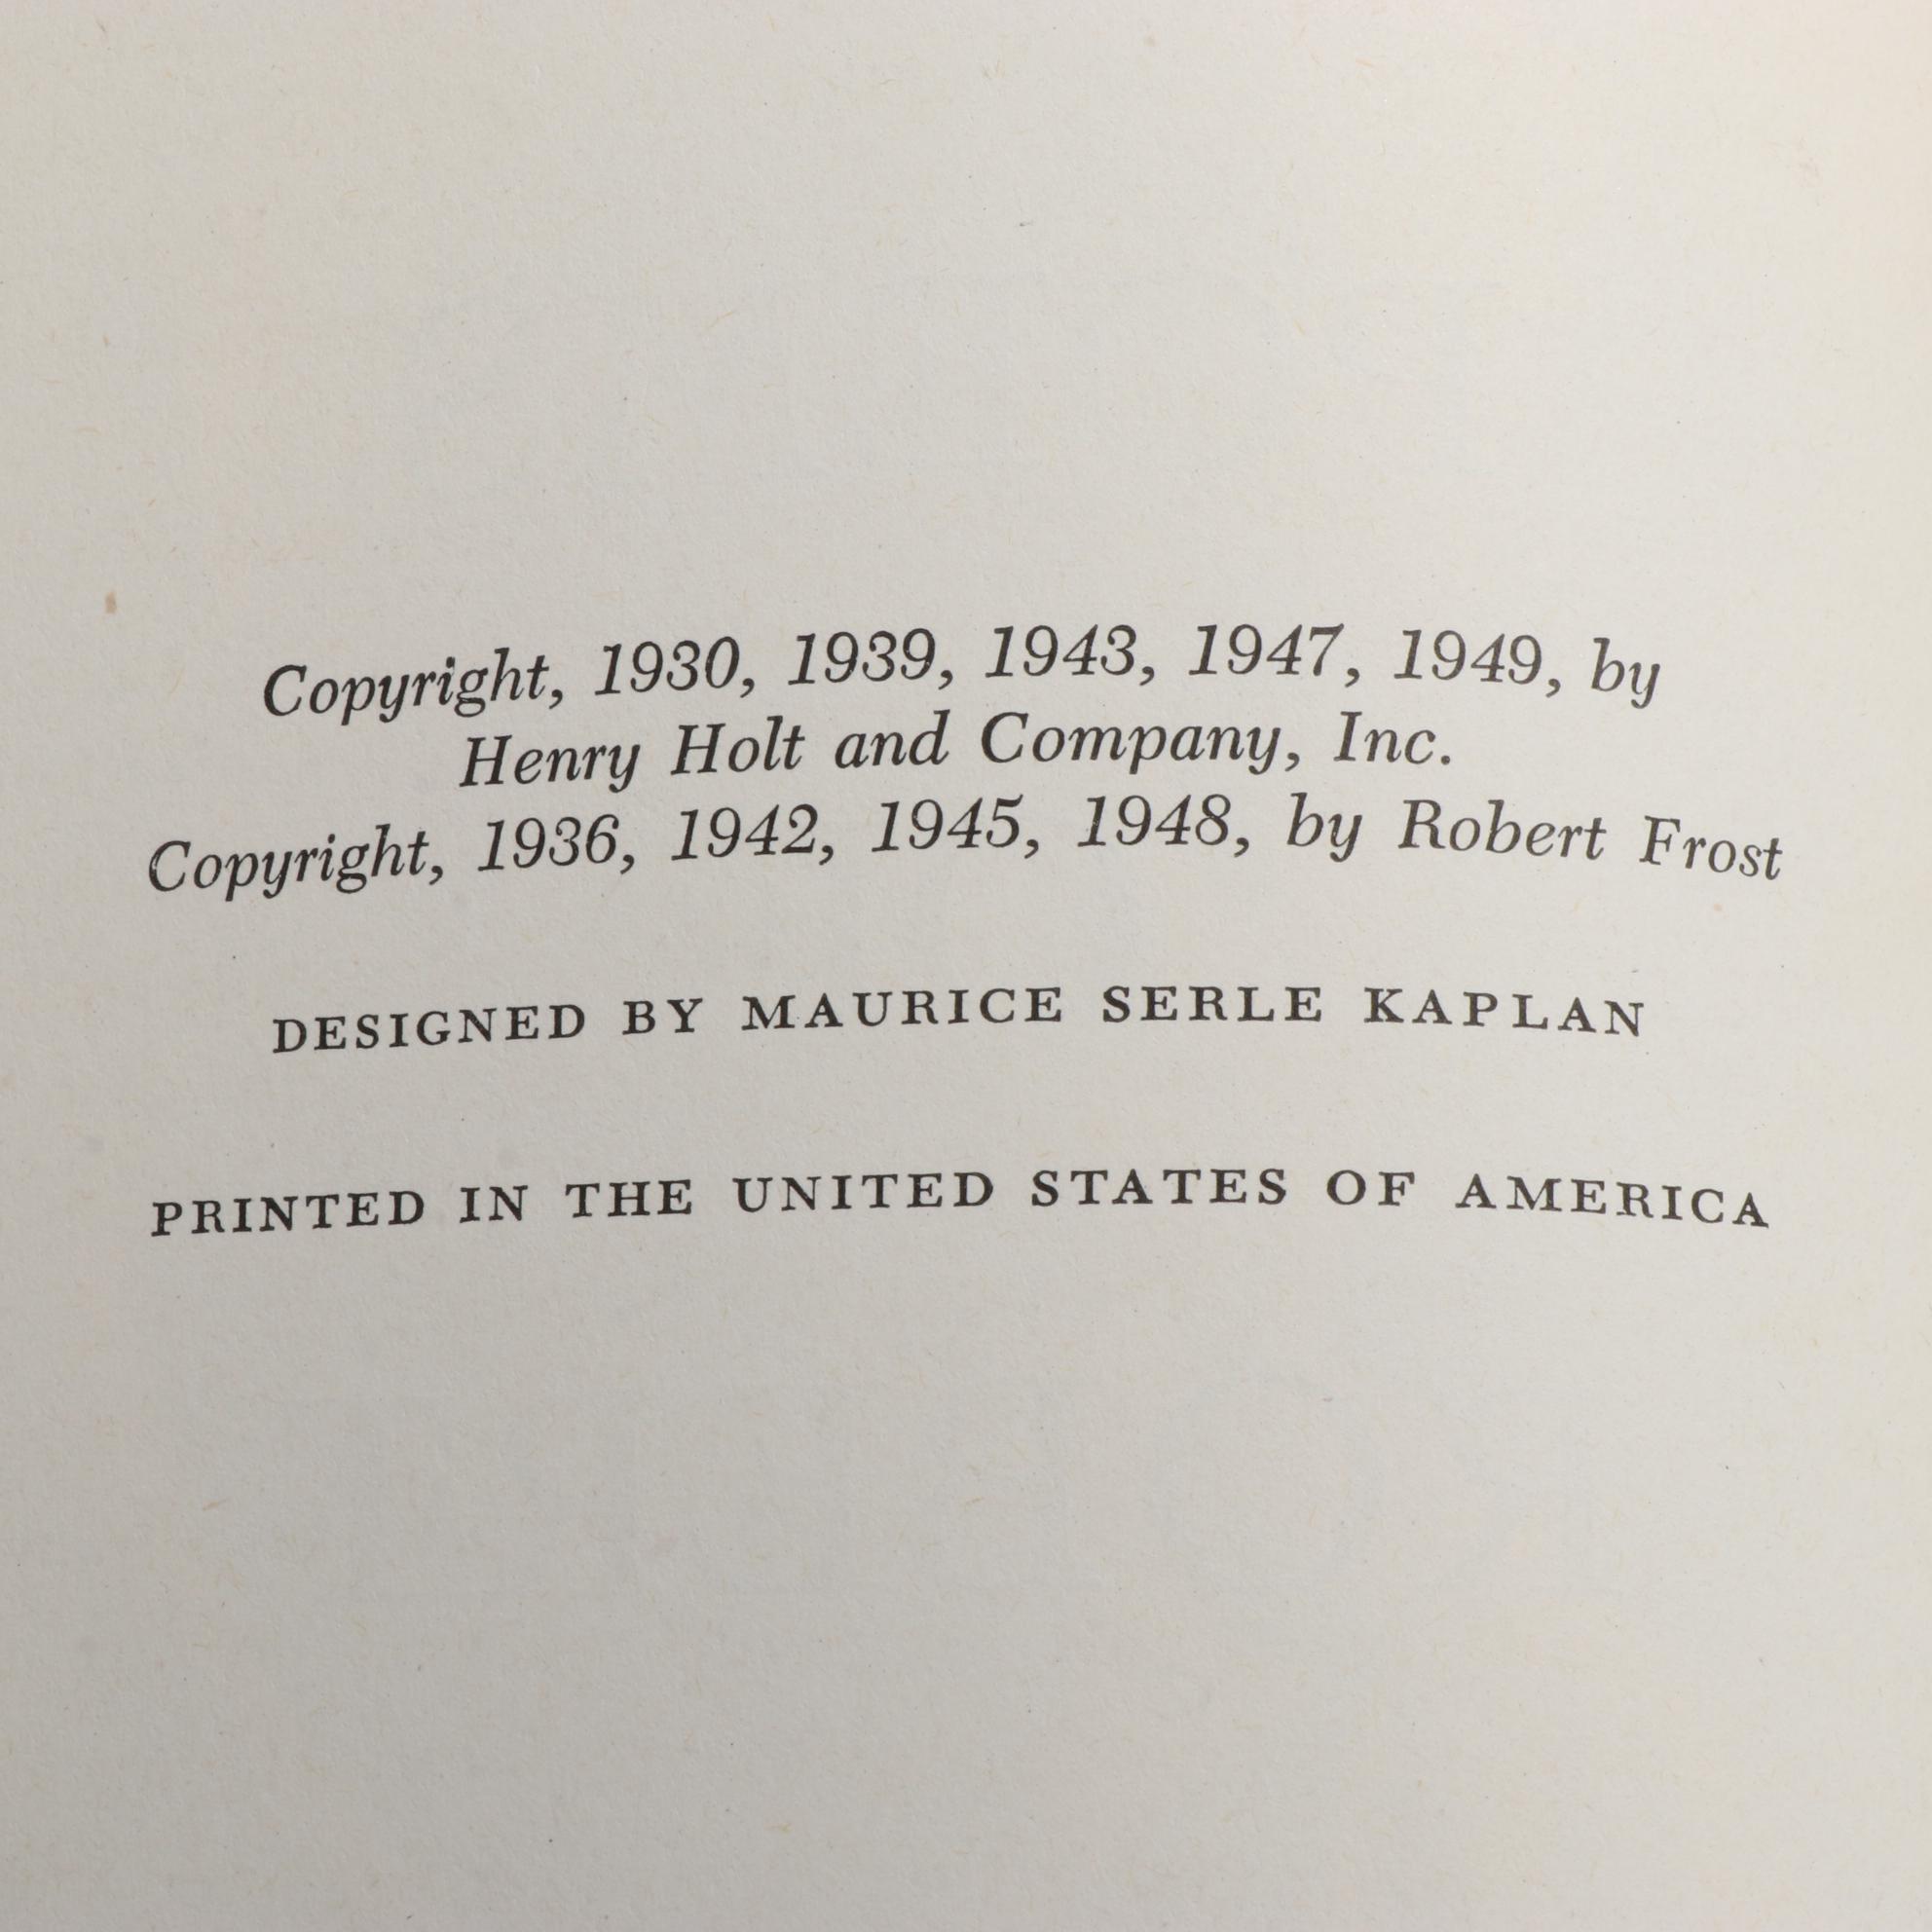 Copyright, 1930, 1939, 1943, 1947, 1949, by
Henry Holt and Company, Inc.
Copyright, 1936, 1942, 1945, 1948, by Robert Frost
DESIGNED BY MAURICE SERLE KAPLAN
PRINTED IN THE UNITED STATES OF AMERICA